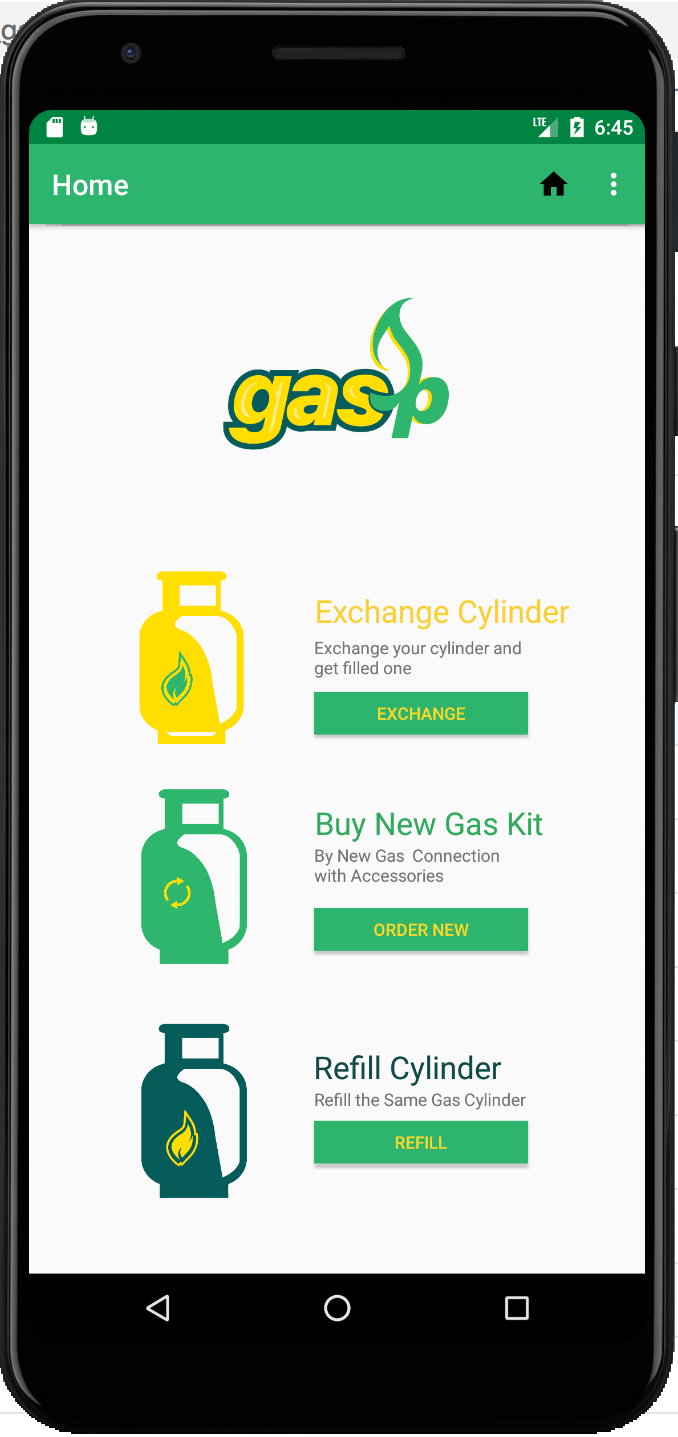 LTE 6:45
Home
gasp
Exchange Cylinder
Exchange your cylinder and
get filled one
EXCHANGE
Buy New Gas Kit
By New Gas  Connection
with Accessories
ORDER NEW
Refill Cylinder
Refill the Same Gas Cylinder
REFILL